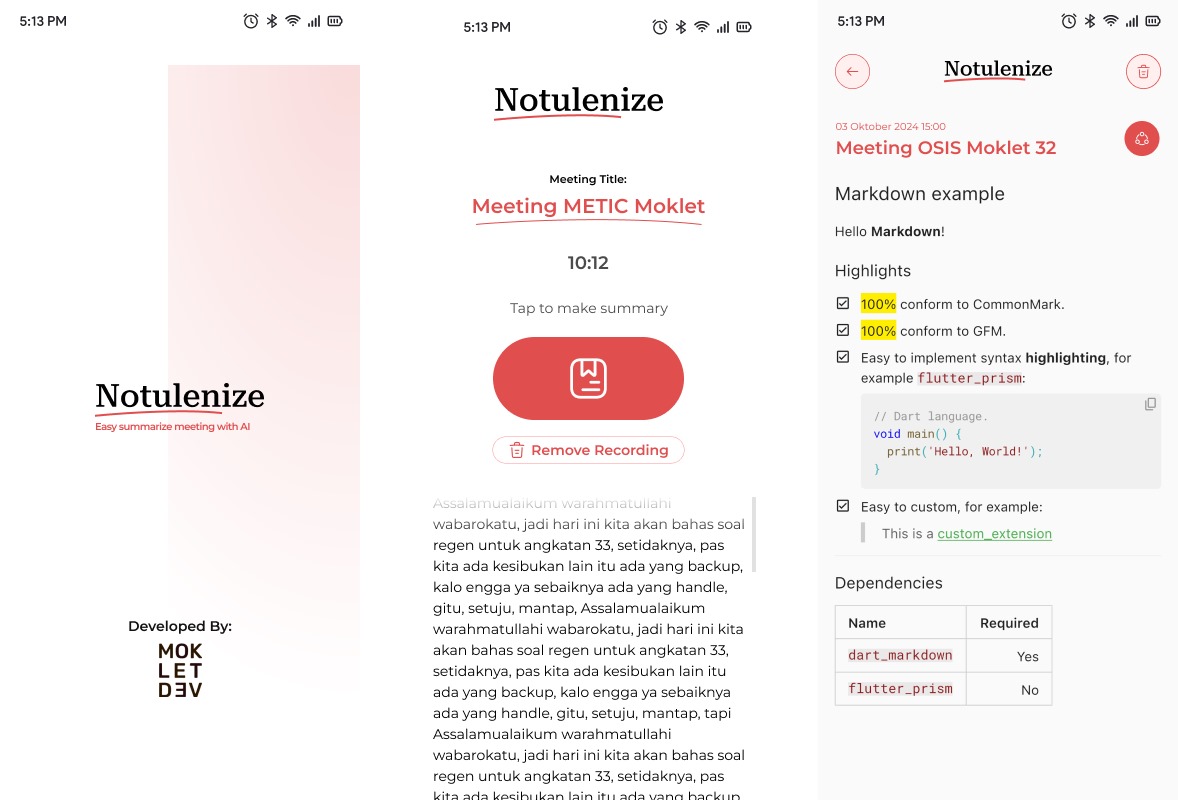 5:13 PM
Notulenize
Easy summarize meeting with AI
Developed By:
MOK
LET
DƎV
5:13 PM
Notulenize
Meeting Title:
Meeting METIC Moklet
10:12
Tap to make summary
Remove Recording
Assalamualaikum warahmatullahi
wabarokatu, jadi hari ini kita akan bahas soal
regen untuk angkatan 33, setidaknya, pas
kita ada kesibukan lain itu ada yang backup,
kalo engga ya sebaiknya ada yang handle,
gitu, setuju, mantap, Assalamualaikum
warahmatullahi wabarokatu, jadi hari ini kita
akan bahas soal regen untuk angkatan 33,
setidaknya, pas kita ada kesibukan lain itu
ada yang backup, kalo engga ya sebaiknya
ada yang handle, gitu, setuju, mantap, tapi
Assalamualaikum warahmatullahi
wabarokatu, jadi hari ini kita akan bahas soal
regen untuk angkatan 33, setidaknya, pas
kita ada kesibukan lain itu ada yang backup,
5:13 PM
Notulenize
03 Oktober 2024 15:00
Meeting OSIS Moklet 32
Markdown example
Hello Markdown!
Highlights
100% conform to CommonMark.
100% conform to GFM.
Easy to implement syntax highlighting, for
example flutter_prism:
// Dart language.
void main() {
print('Hello, World!');
}
Easy to custom, for example:
This is a custom_extension
Dependencies
Name Required
dart_markdown Yes
flutter_prism No